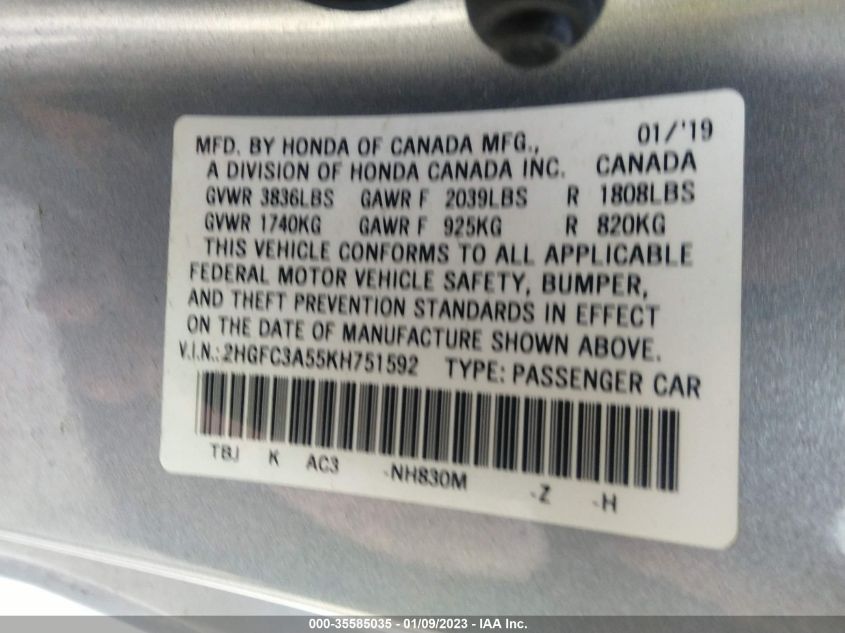 MFD. BY HONDA OF CANADA MFG., 01/'19
A DIVISION OF HONDA CANADA INC. CANADA
GVWR 3836LBS GAWR F 2039LBS R 1808LBS
GVWR 1740KG GAWR F 925KG R 820KG
THIS VEHICLE CONFORMS TO ALL APPLICABLE
FEDERAL MOTOR VEHICLE SAFETY, BUMPER,
AND THEFT PREVENTION STANDARDS IN EFFECT
ON THE DATE OF MANUFACTURE SHOWN ABOVE.
V.I.N.: 2HGFC3A55KH751592 TYPE: PASSENGER CAR
TBJ K AC3 -NH830M -Z -H
000-35585035 - 01/09/2023 - IAA Inc.